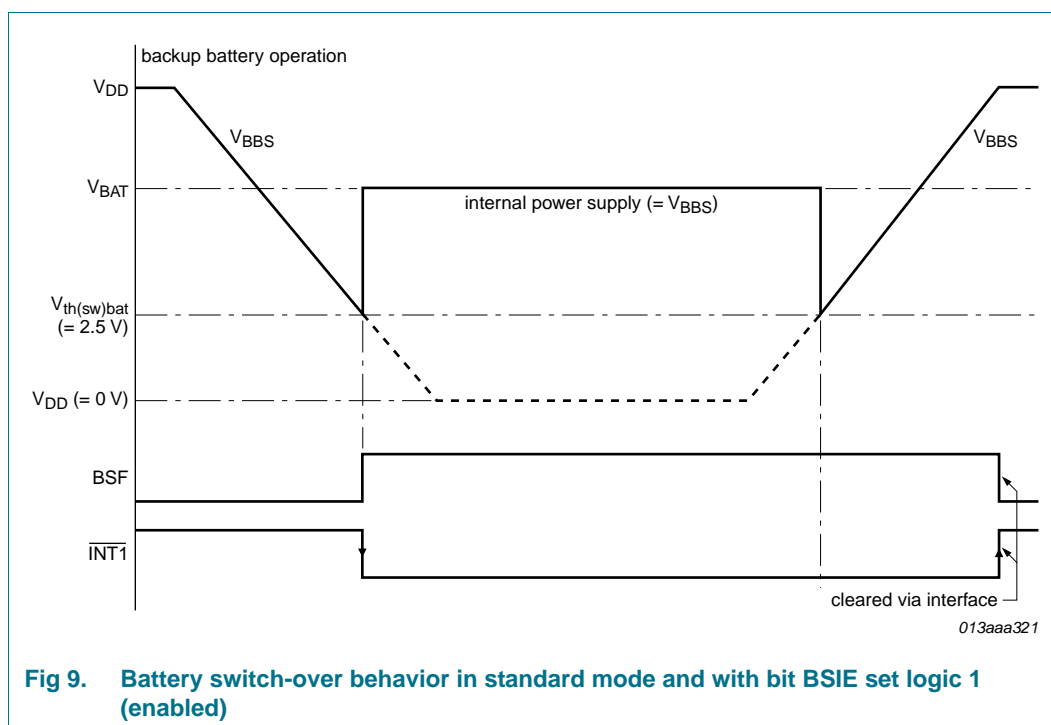 backup battery operation
VDD
VBBS
VBBS
VBAT
internal power supply (= VBBS)
Vth(sw)bat
(= 2.5 V)
VDD (= 0 V)
BSF
INT1
cleared via interface
013aaa321
Fig 9. Battery switch-over behavior in standard mode and with bit BSIE set logic 1
(enabled)